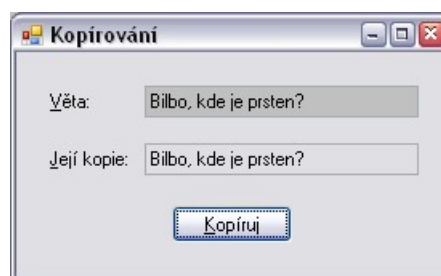 Kopírování
Věta: Bilbo, kde je prsten?
Její kopie: Bilbo, kde je prsten?
Kopíruj